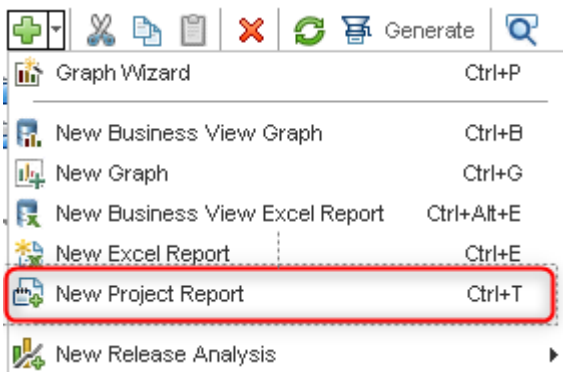 Generate
Graph Wizard Ctrl+P
New Business View Graph Ctrl+B
New Graph Ctrl+G
New Business View Excel Report Ctrl+Alt+E
New Excel Report Ctrl+E
New Project Report Ctrl+T
New Release Analysis